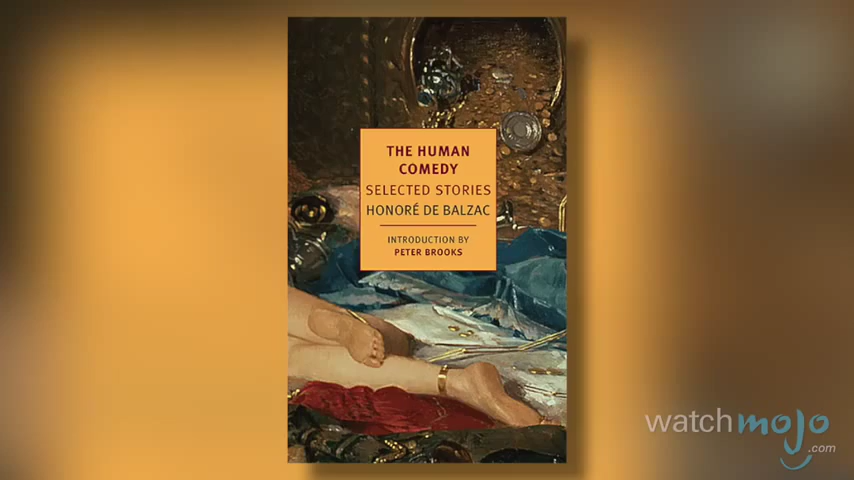 THE HUMAN
COMEDY
SELECTED STORIES
HONORÉ DE BALZAC
INTRODUCTION BY
PETER BROOKS
watchmojo
.com